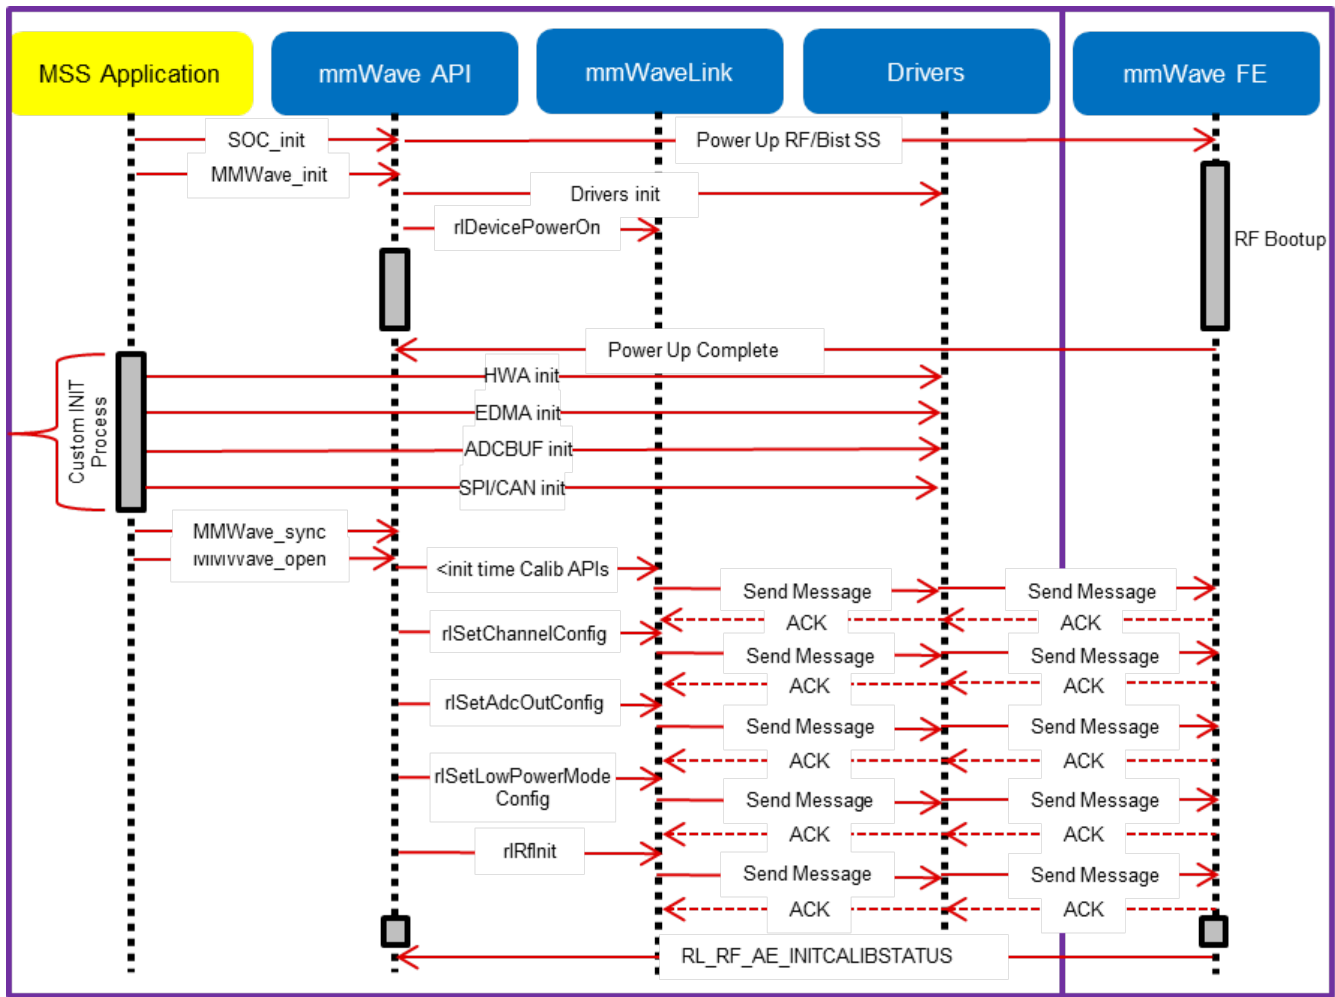 MSS Application
mmWave API
mmWaveLink
Drivers
mmWave FE
SOC_init
Power Up RF/Bist SS
MMWave_init
Drivers init
rlDevicePowerOn
RF Bootup
Power Up Complete
HWA init
EDMA init
ADCBUF init
SPI/CAN init
Custom INIT
Process
MMWave_sync
MMWave_open
<init time Calib APIs
Send Message
Send Message
ACK
ACK
rlSetChannelConfig
Send Message
Send Message
ACK
ACK
rlSetAdcOutConfig
Send Message
Send Message
ACK
ACK
rlSetLowPowerMode
Config
Send Message
Send Message
ACK
ACK
rlRfInit
Send Message
Send Message
ACK
ACK
RL_RF_AE_INITCALIBSTATUS